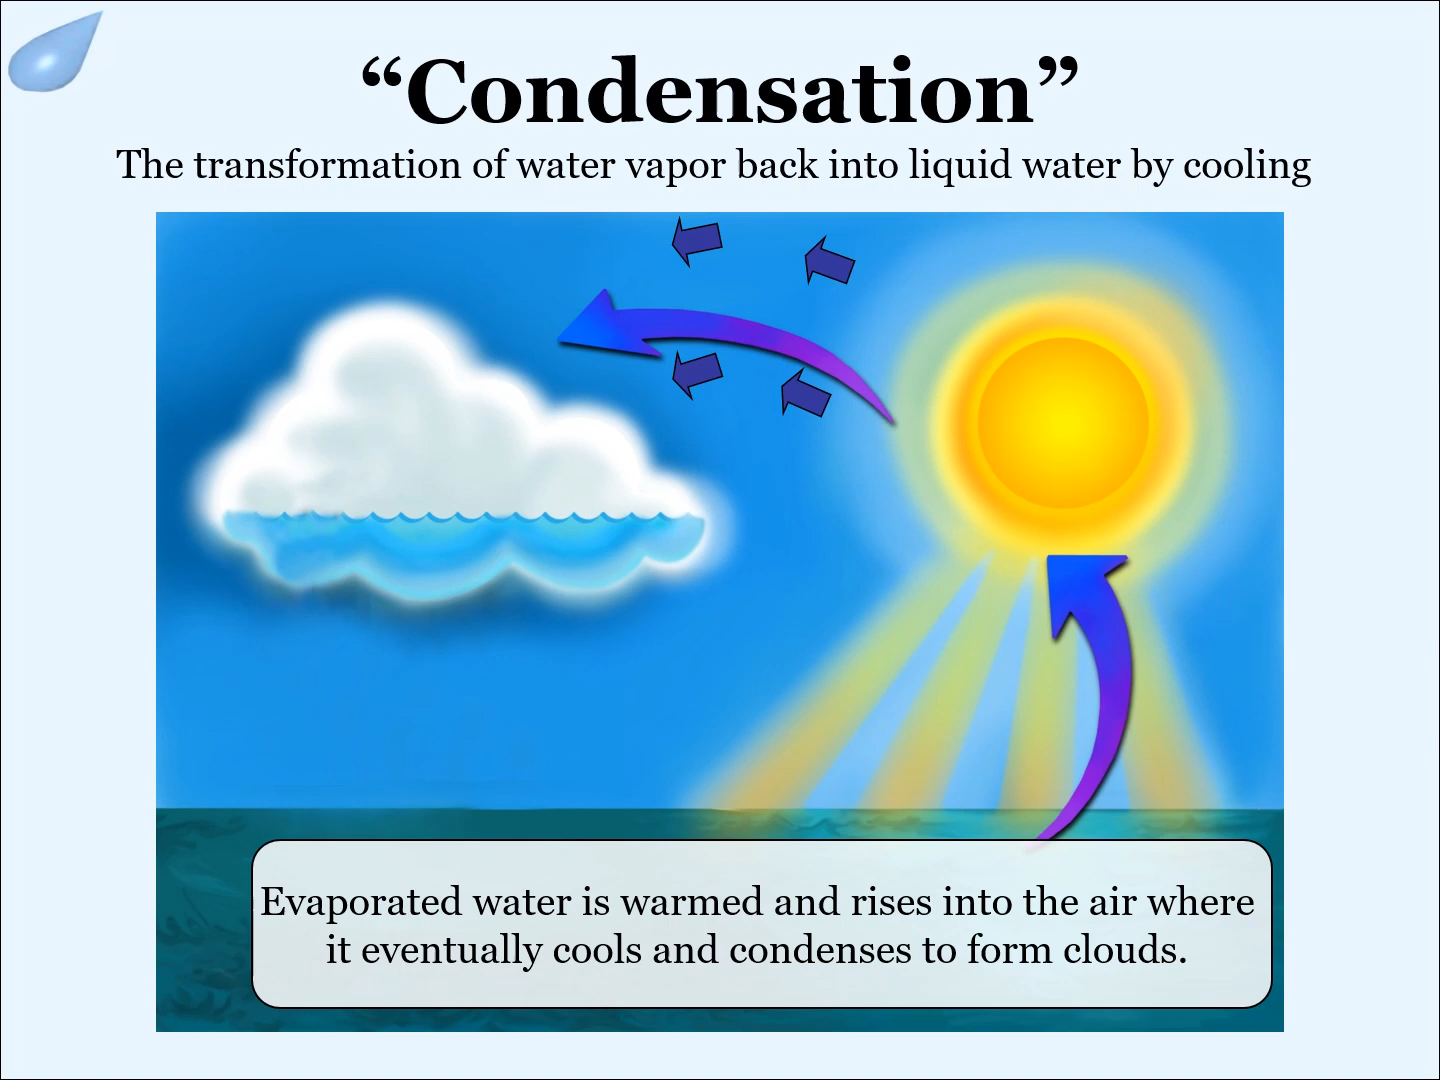 “Condensation”
The transformation of water vapor back into liquid water by cooling
Evaporated water is warmed and rises into the air where
it eventually cools and condenses to form clouds.